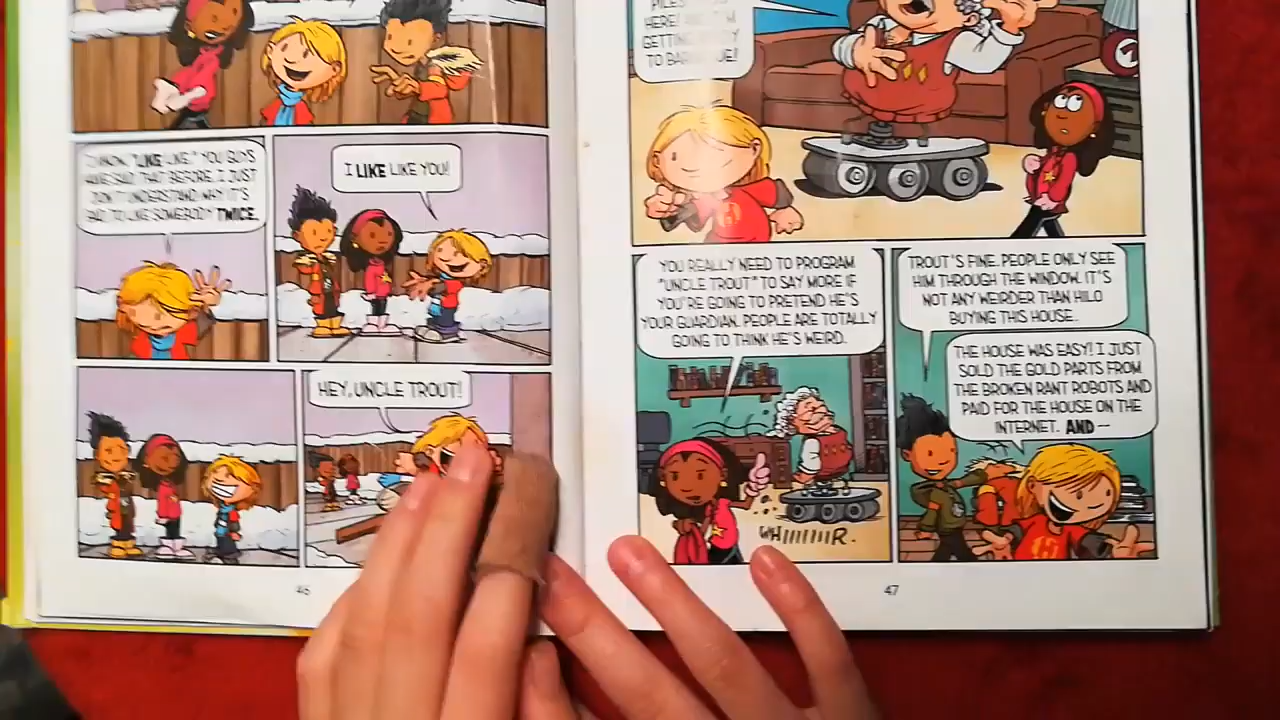 I KNOW. "LIKE LIKE." YOU GUYS
HAVE SAID THAT BEFORE. I JUST
DON'T UNDERSTAND WHY IT'S
BAD TO LIKE SOMEBODY TWICE.
I LIKE LIKE YOU!
HEY, UNCLE TROUT!
46
PILES
HERE!
GETTING
TO
YOU REALLY NEED TO PROGRAM
"UNCLE TROUT" TO SAY MORE IF
YOU'RE GOING TO PRETEND HE'S
YOUR GUARDIAN. PEOPLE ARE TOTALLY
GOING TO THINK HE'S WEIRD.
WHIIIIIIR.
TROUT'S FINE. PEOPLE ONLY SEE
HIM THROUGH THE WINDOW. IT'S
NOT ANY WEIRDER THAN HILO
BUYING THIS HOUSE.
THE HOUSE WAS EASY! I JUST
SOLD THE GOLD PARTS FROM
THE BROKEN RANT ROBOTS AND
PAID FOR THE HOUSE ON THE
INTERNET. AND —
47